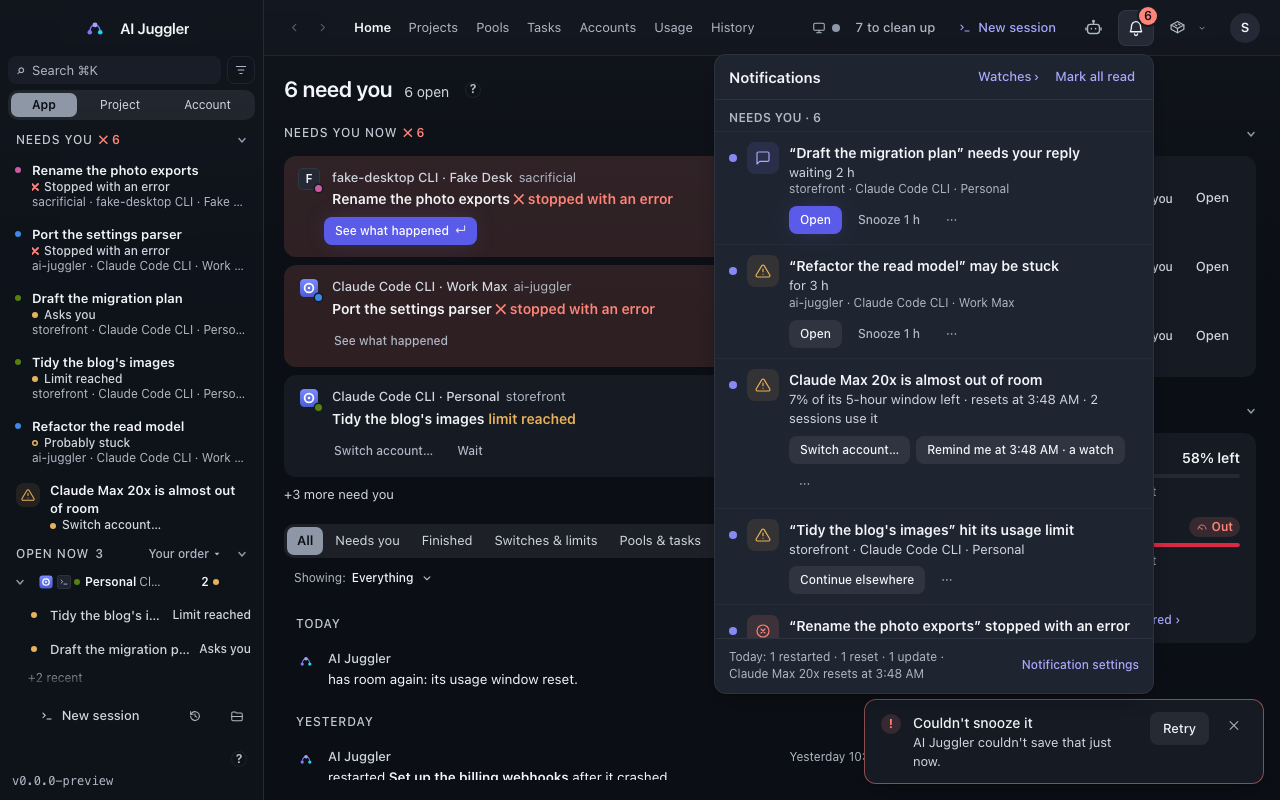 AI Juggler
Search ⌘K
App Project Account
NEEDS YOU 6
Rename the photo exports
Stopped with an error
sacrificial · fake-desktop CLI · Fake ...
Port the settings parser
Stopped with an error
ai-juggler · Claude Code CLI · Work ...
Draft the migration plan
Asks you
storefront · Claude Code CLI · Perso...
Tidy the blog's images
Limit reached
storefront · Claude Code CLI · Perso...
Refactor the read model
Probably stuck
ai-juggler · Claude Code CLI · Work ...
Claude Max 20x is almost out
of room
Switch account...
OPEN NOW 3 Your order
Personal Cl... 2
Tidy the blog's i... Limit reached
Draft the migration p... Asks you
+2 recent
New session
?
v0.0.0-preview
Home Projects Pools Tasks Accounts Usage History 7 to clean up New session 6 S
6 need you 6 open ?
NEEDS YOU NOW 6
F fake-desktop CLI · Fake Desk sacrificial
Rename the photo exports stopped with an error
See what happened
Claude Code CLI · Work Max ai-juggler
Port the settings parser stopped with an error
See what happened
Claude Code CLI · Personal storefront
Tidy the blog's images limit reached
Switch account... Wait
+3 more need you
All Needs you Finished Switches & limits Pools & tasks
Showing: Everything
TODAY
AI Juggler
has room again: its usage window reset.
YESTERDAY
AI Juggler Yesterday 10:
restarted Set up the billing webhooks after it crashed
Notifications Watches › Mark all read
NEEDS YOU · 6
“Draft the migration plan” needs your reply
waiting 2 h
storefront · Claude Code CLI · Personal
Open Snooze 1 h ...
“Refactor the read model” may be stuck
for 3 h
ai-juggler · Claude Code CLI · Work Max
Open Snooze 1 h ...
Claude Max 20x is almost out of room
7% of its 5-hour window left · resets at 3:48 AM · 2
sessions use it
Switch account... Remind me at 3:48 AM · a watch
...
“Tidy the blog's images” hit its usage limit
storefront · Claude Code CLI · Personal
Continue elsewhere ...
“Rename the photo exports” stopped with an error
Today: 1 restarted · 1 reset · 1 update ·
Claude Max 20x resets at 3:48 AM
Notification settings
you Open
you Open
you Open
58% left
t
Out
t
red ›
! Couldn't snooze it
AI Juggler couldn't save that just
now.
Retry